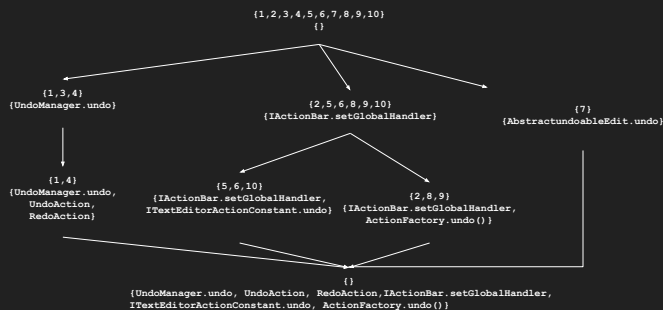 {1,2,3,4,5,6,7,8,9,10}
{}
{1,3,4}
{UndoManager.undo}
{2,5,6,8,9,10}
{IActionBar.setGlobalHandler}
{7}
{AbstractundoableEdit.undo}
{1,4}
{UndoManager.undo,
UndoAction,
RedoAction}
{5,6,10}
{IActionBar.setGlobalHandler,
ITextEditorActionConstant.undo}
{2,8,9}
{IActionBar.setGlobalHandler,
ActionFactory.undo()}
{}
{UndoManager.undo, UndoAction, RedoAction,IActionBar.setGlobalHandler,
ITextEditorActionConstant.undo, ActionFactory.undo()}